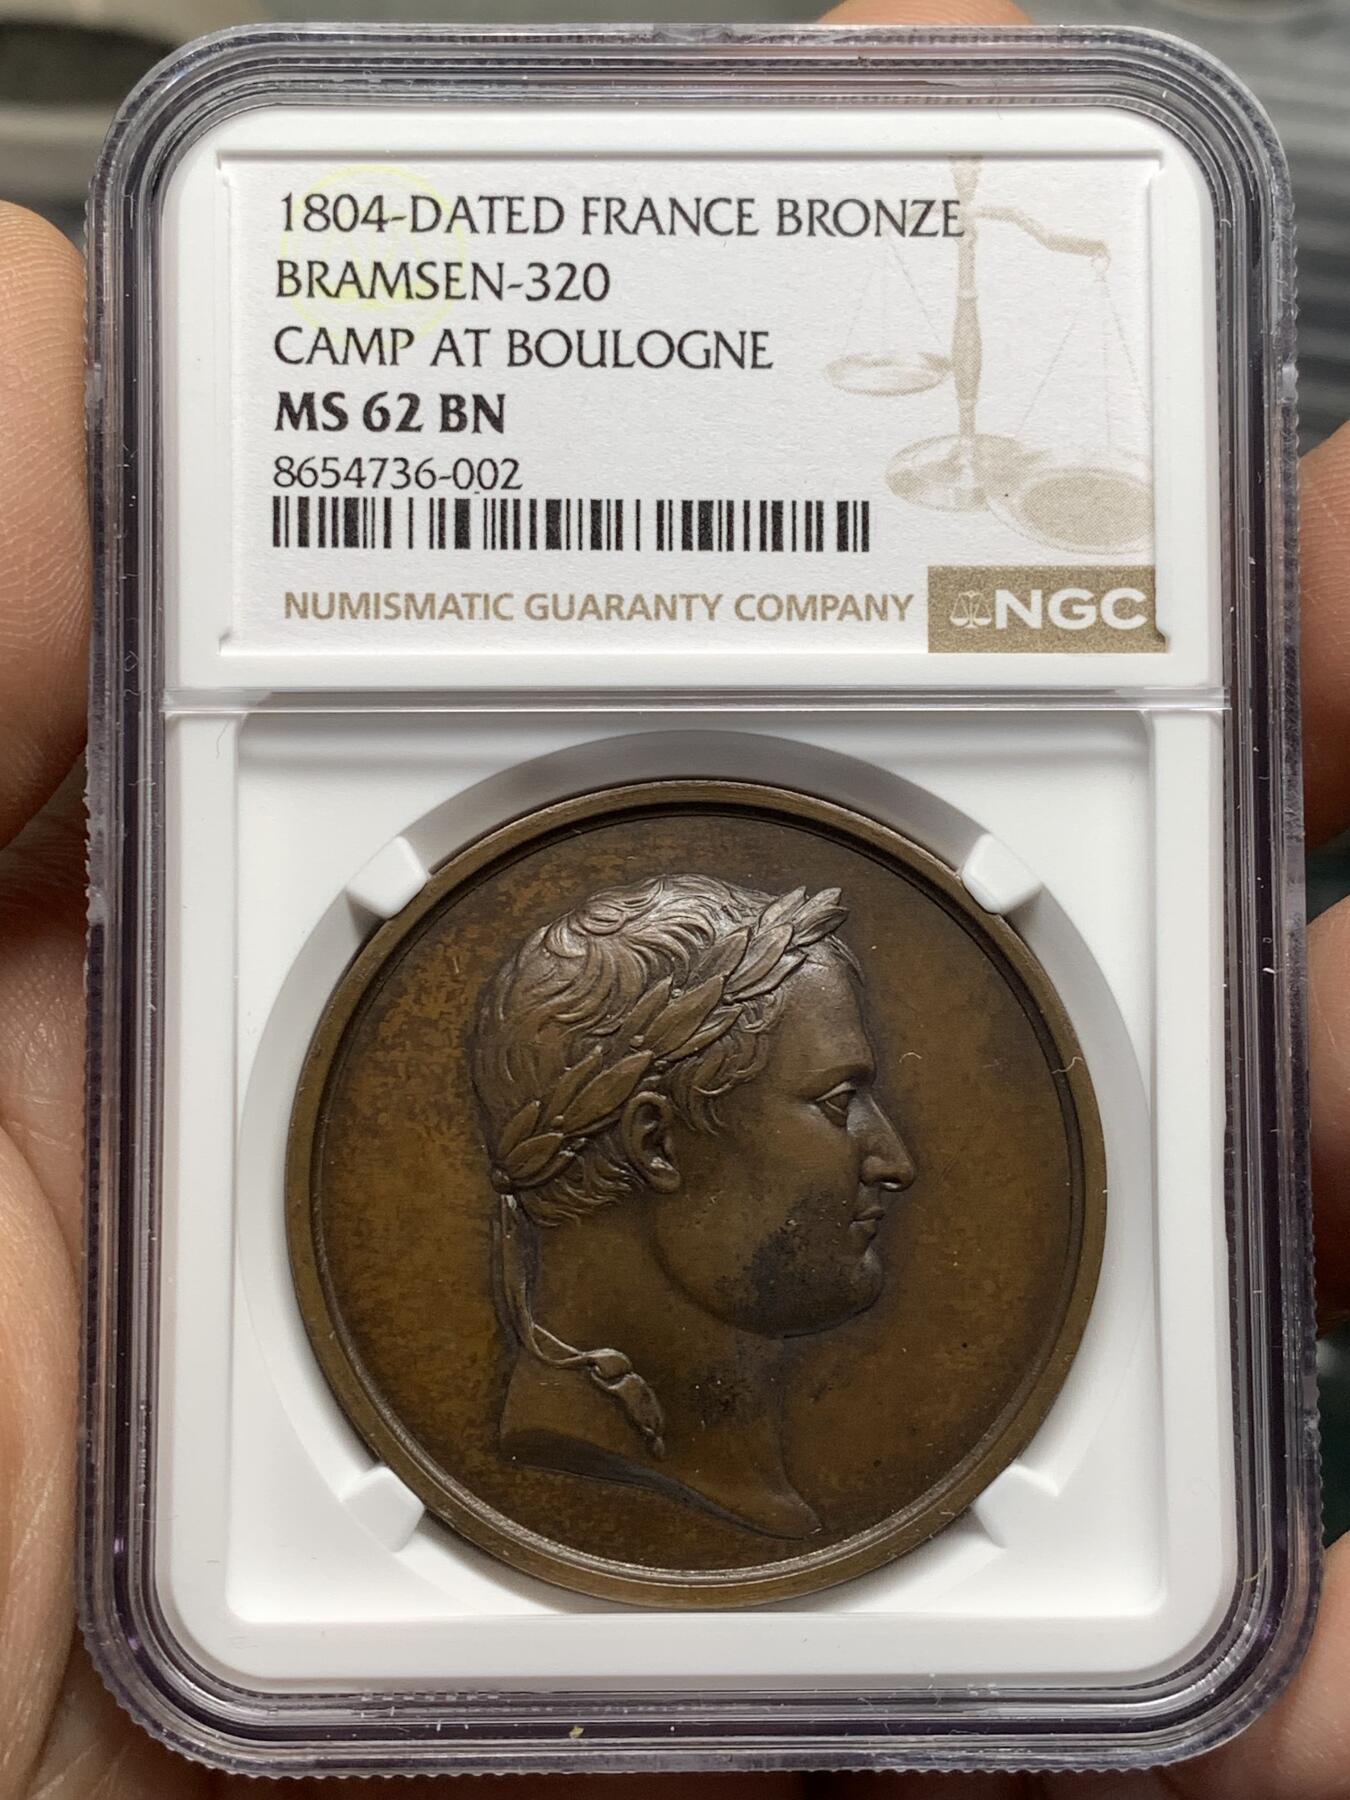 1804-DATED FRANCE BRONZE
BRAMSEN-320
CAMP AT BOULOGNE
MS 62 BN
8654736-002
NUMISMATIC GUARANTY COMPANY NGC